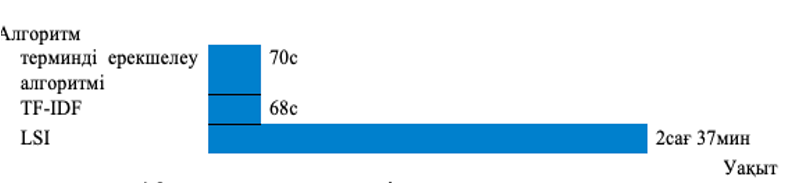 Алгоритм
терминді ерекшелеу 70с
алгоритмі
TF-IDF 68с
LSI 2сағ 37мин
Уақыт